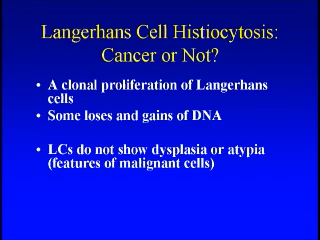 Langerhans Cell Histiocytosis:
Cancer or Not?
• A clonal proliferation of Langerhans
cells
• Some loses and gains of DNA
• LCs do not show dysplasia or atypia
(features of malignant cells)